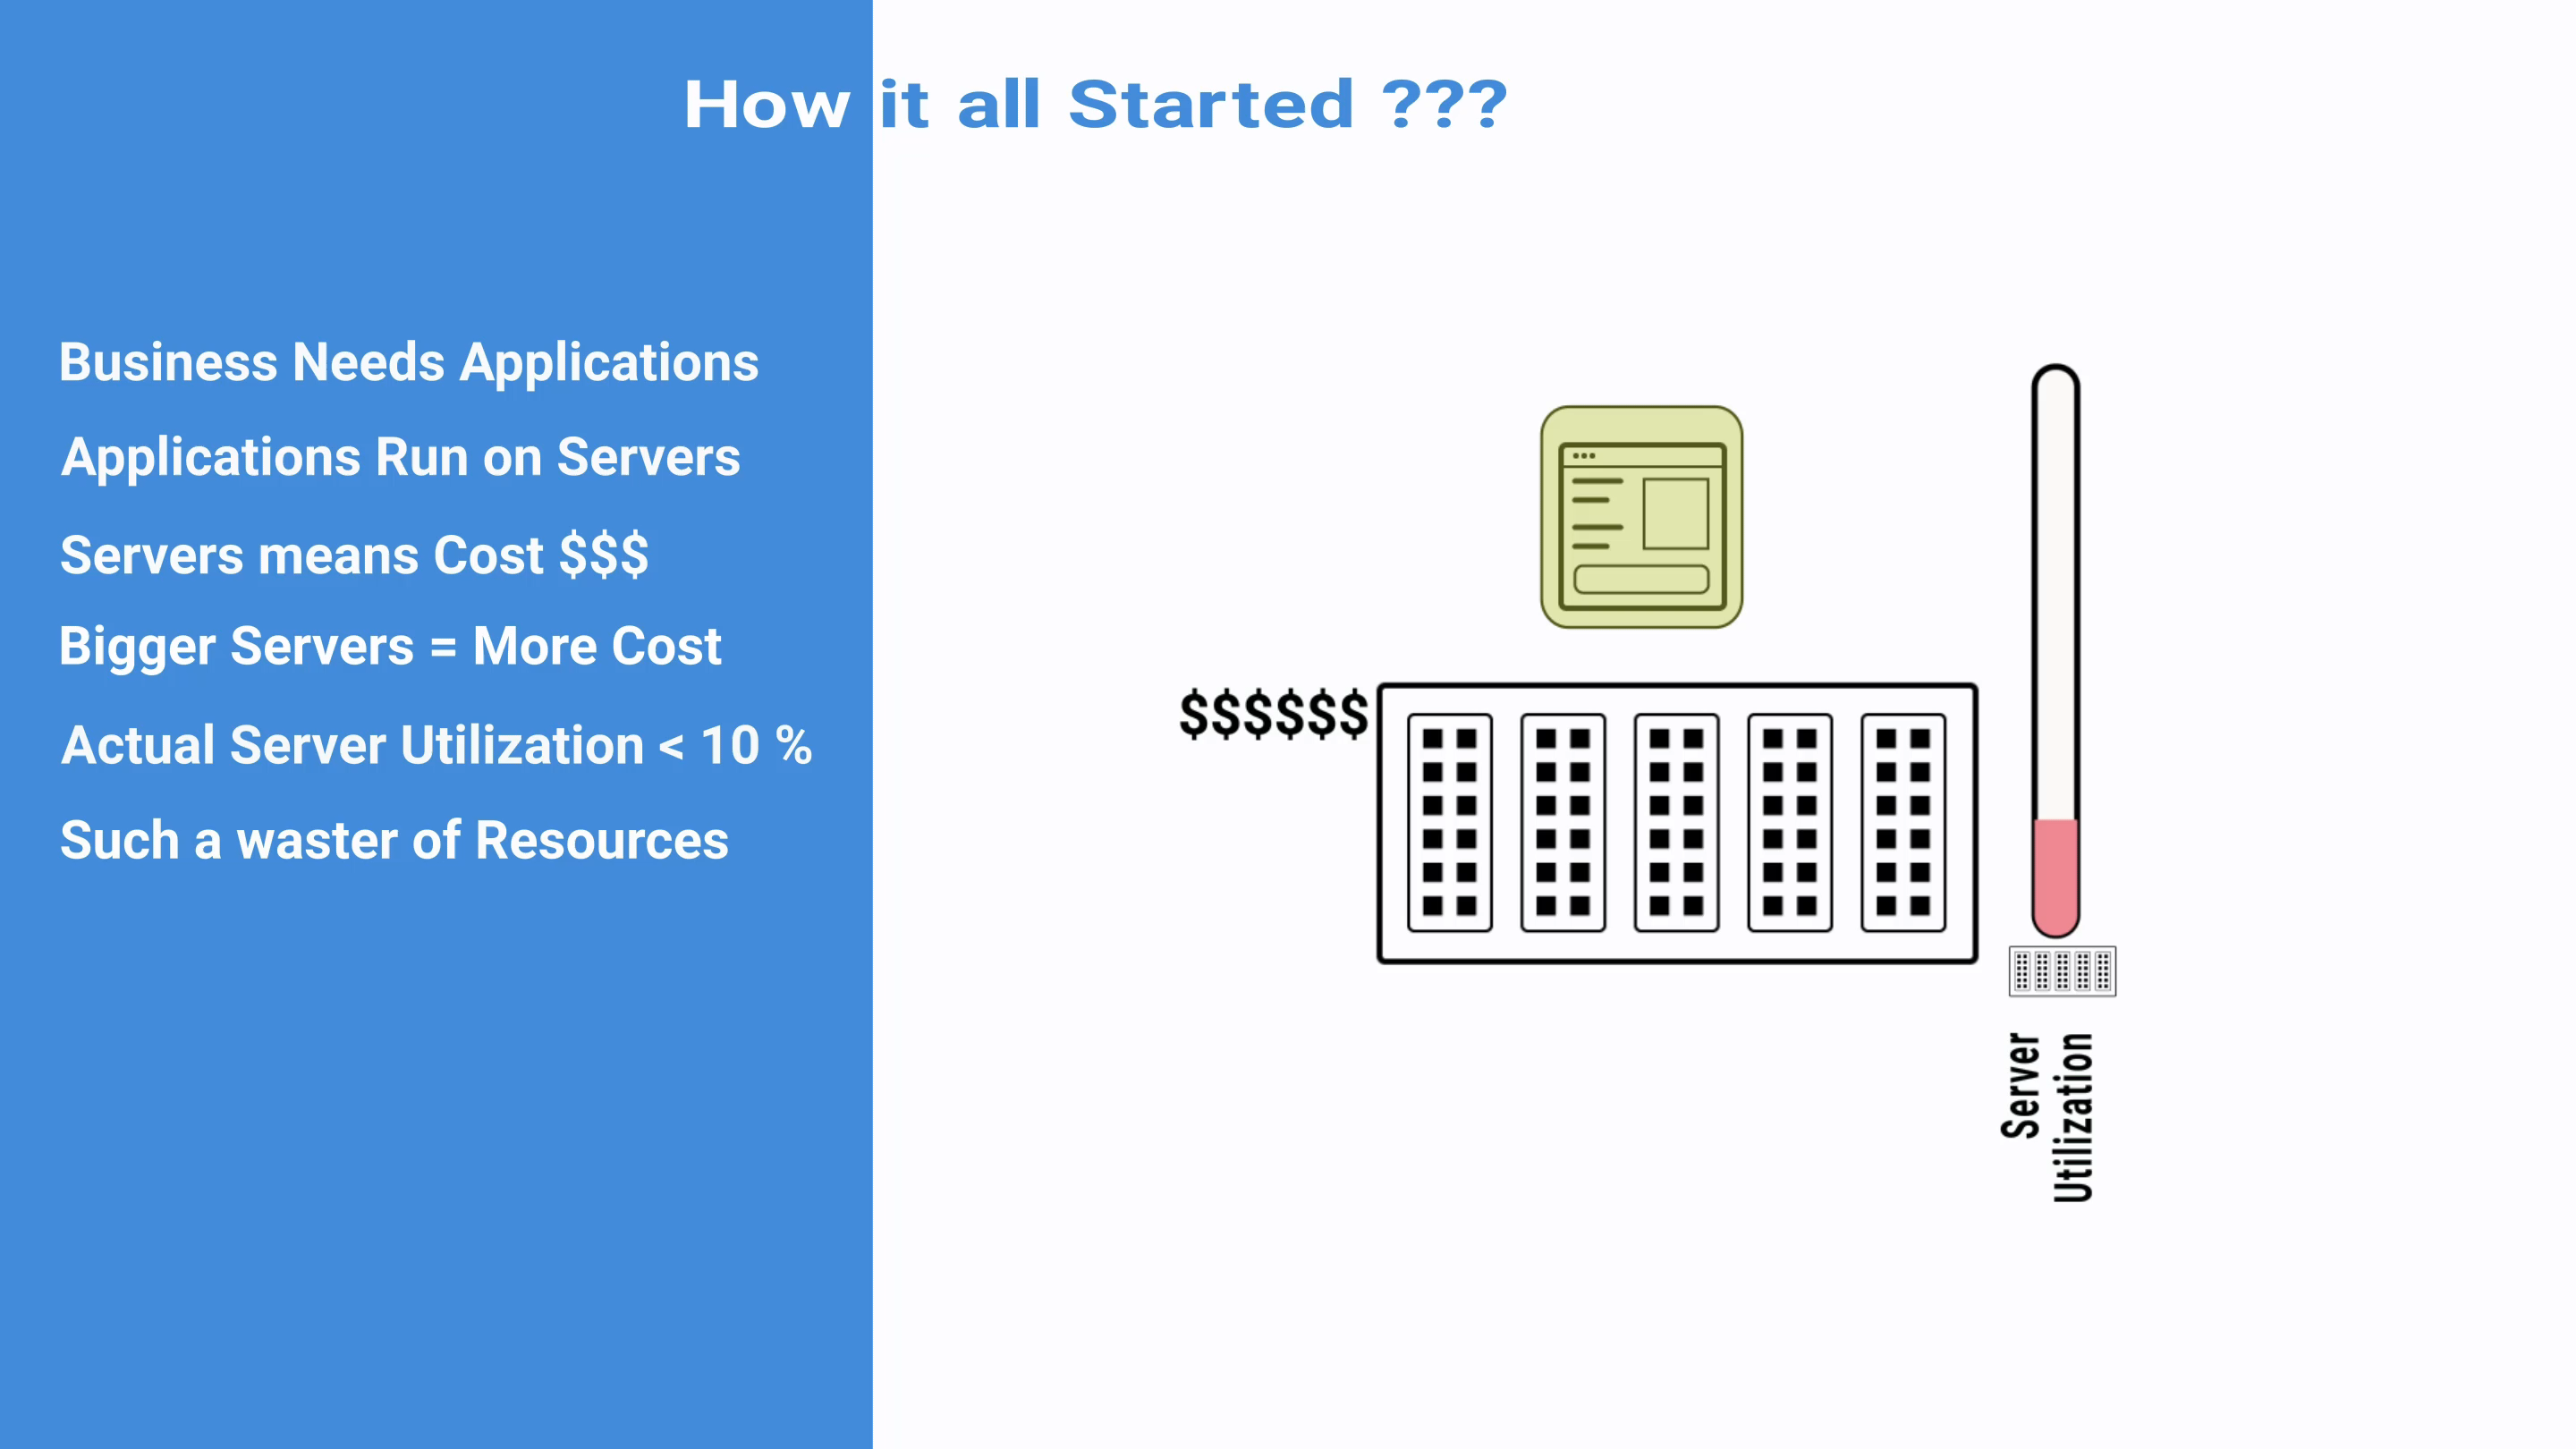 How it all Started ???
Business Needs Applications
Applications Run on Servers
Servers means Cost $$$
Bigger Servers = More Cost
Actual Server Utilization < 10 %
Such a waster of Resources
$$$$$$
Server
Utilization